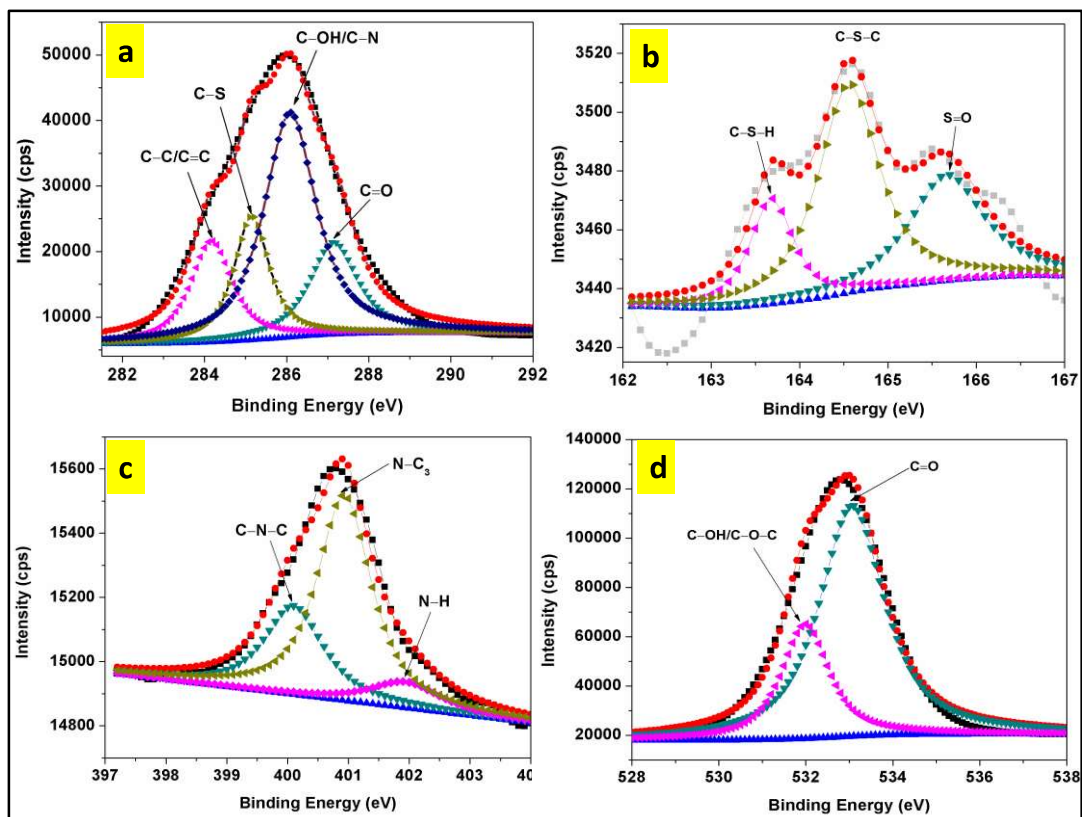 a
C–OH/C–N
C–S
C–C/C=C
C=O
Intensity (cps)
50000
40000
30000
20000
10000
282 284 286 288 290 292
Binding Energy (eV)
b
C–S–C
C–S–H
S=O
Intensity (cps)
3520
3500
3480
3460
3440
3420
162 163 164 165 166 167
Binding Energy (eV)
c
N–C₃
C–N–C
N–H
Intensity (cps)
15600
15400
15200
15000
14800
397 398 399 400 401 402 403 40
Binding Energy (eV)
d
C=O
C–OH/C–O–C
Intensity (cps)
140000
120000
100000
80000
60000
40000
20000
528 530 532 534 536 538
Binding Energy (eV)